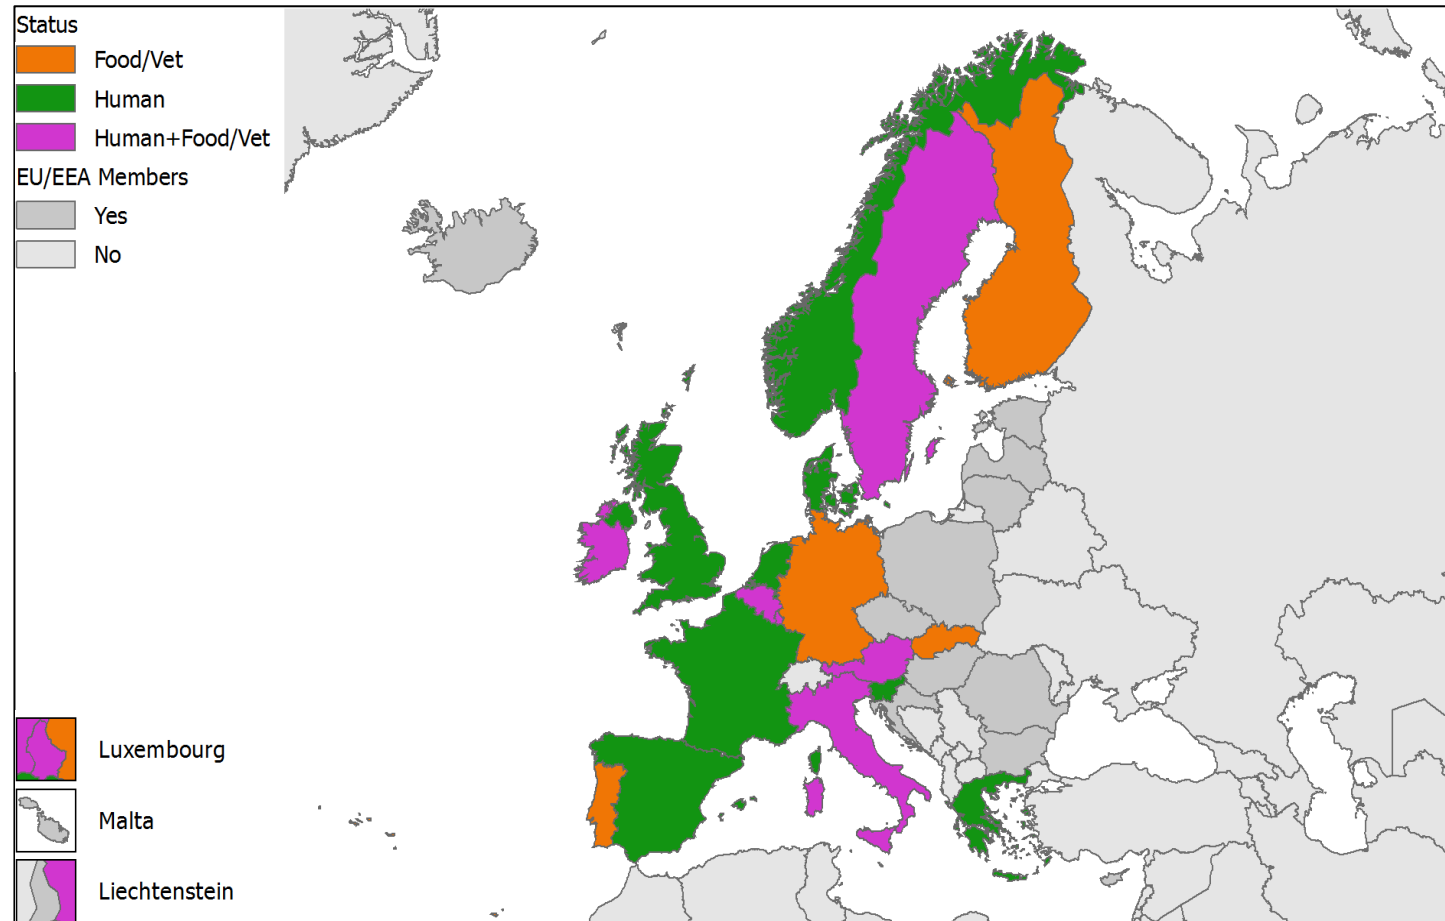 Status
Food/Vet
Human
Human+Food/Vet
EU/EEA Members
Yes
No
Luxembourg
Malta
Liechtenstein